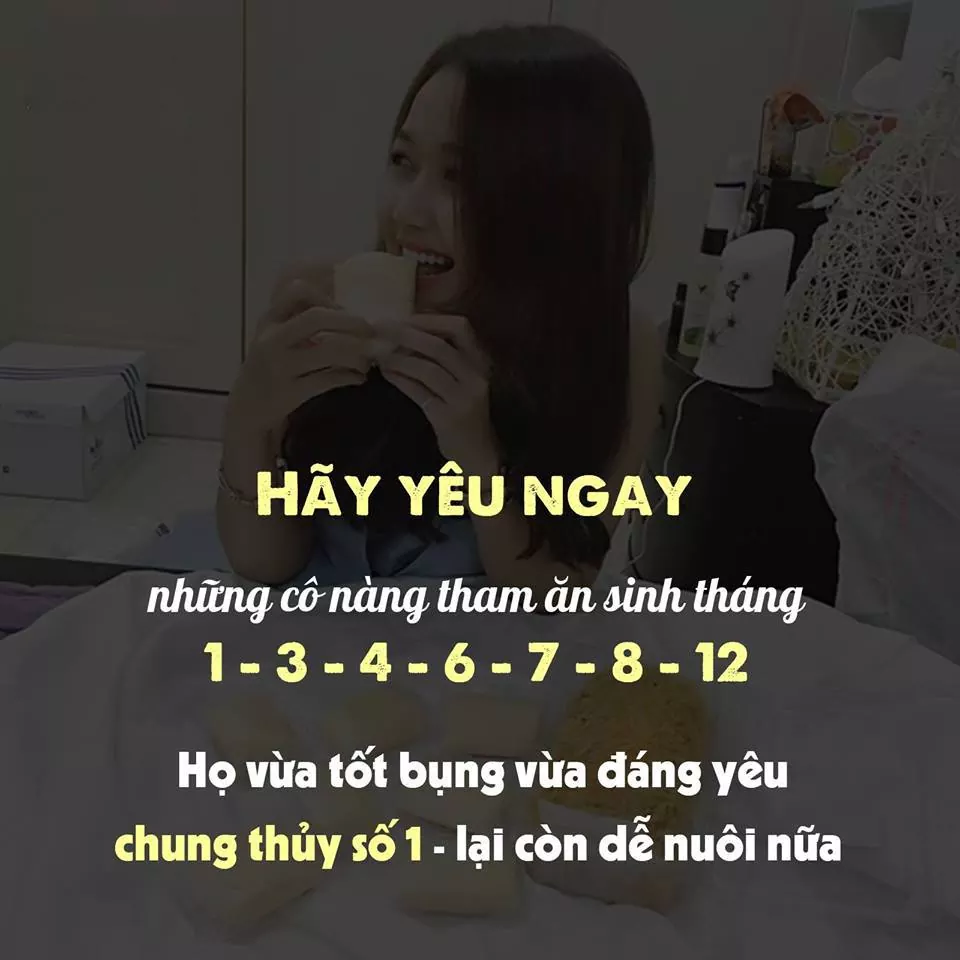 HÃY YÊU NGAY
những cô nàng tham ăn sinh tháng
1 - 3 - 4 - 6 - 7 - 8 - 12
Họ vừa tốt bụng vừa đáng yêu
chung thủy số 1 - lại còn dễ nuôi nữa